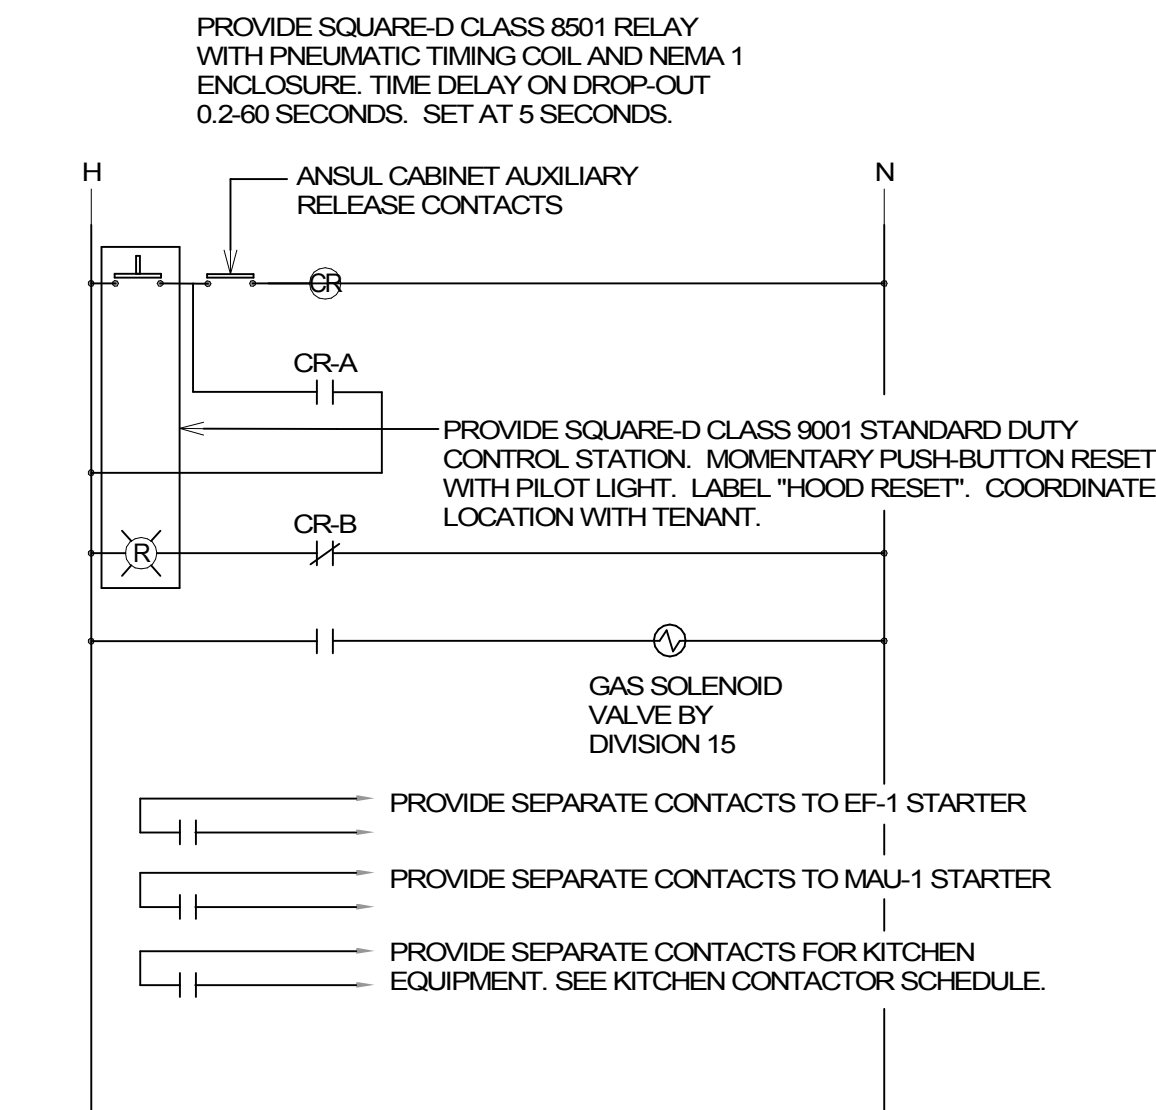 PROVIDE SQUARE-D CLASS 8501 RELAY
WITH PNEUMATIC TIMING COIL AND NEMA 1
ENCLOSURE. TIME DELAY ON DROP-OUT
0.2-60 SECONDS. SET AT 5 SECONDS.
H
N
ANSUL CABINET AUXILIARY
RELEASE CONTACTS
CR
CR-A
PROVIDE SQUARE-D CLASS 9001 STANDARD DUTY
CONTROL STATION. MOMENTARY PUSH-BUTTON RESET
WITH PILOT LIGHT. LABEL "HOOD RESET". COORDINATE
LOCATION WITH TENANT.
CR-B
R
GAS SOLENOID
VALVE BY
DIVISION 15
PROVIDE SEPARATE CONTACTS TO EF-1 STARTER
PROVIDE SEPARATE CONTACTS TO MAU-1 STARTER
PROVIDE SEPARATE CONTACTS FOR KITCHEN
EQUIPMENT. SEE KITCHEN CONTACTOR SCHEDULE.